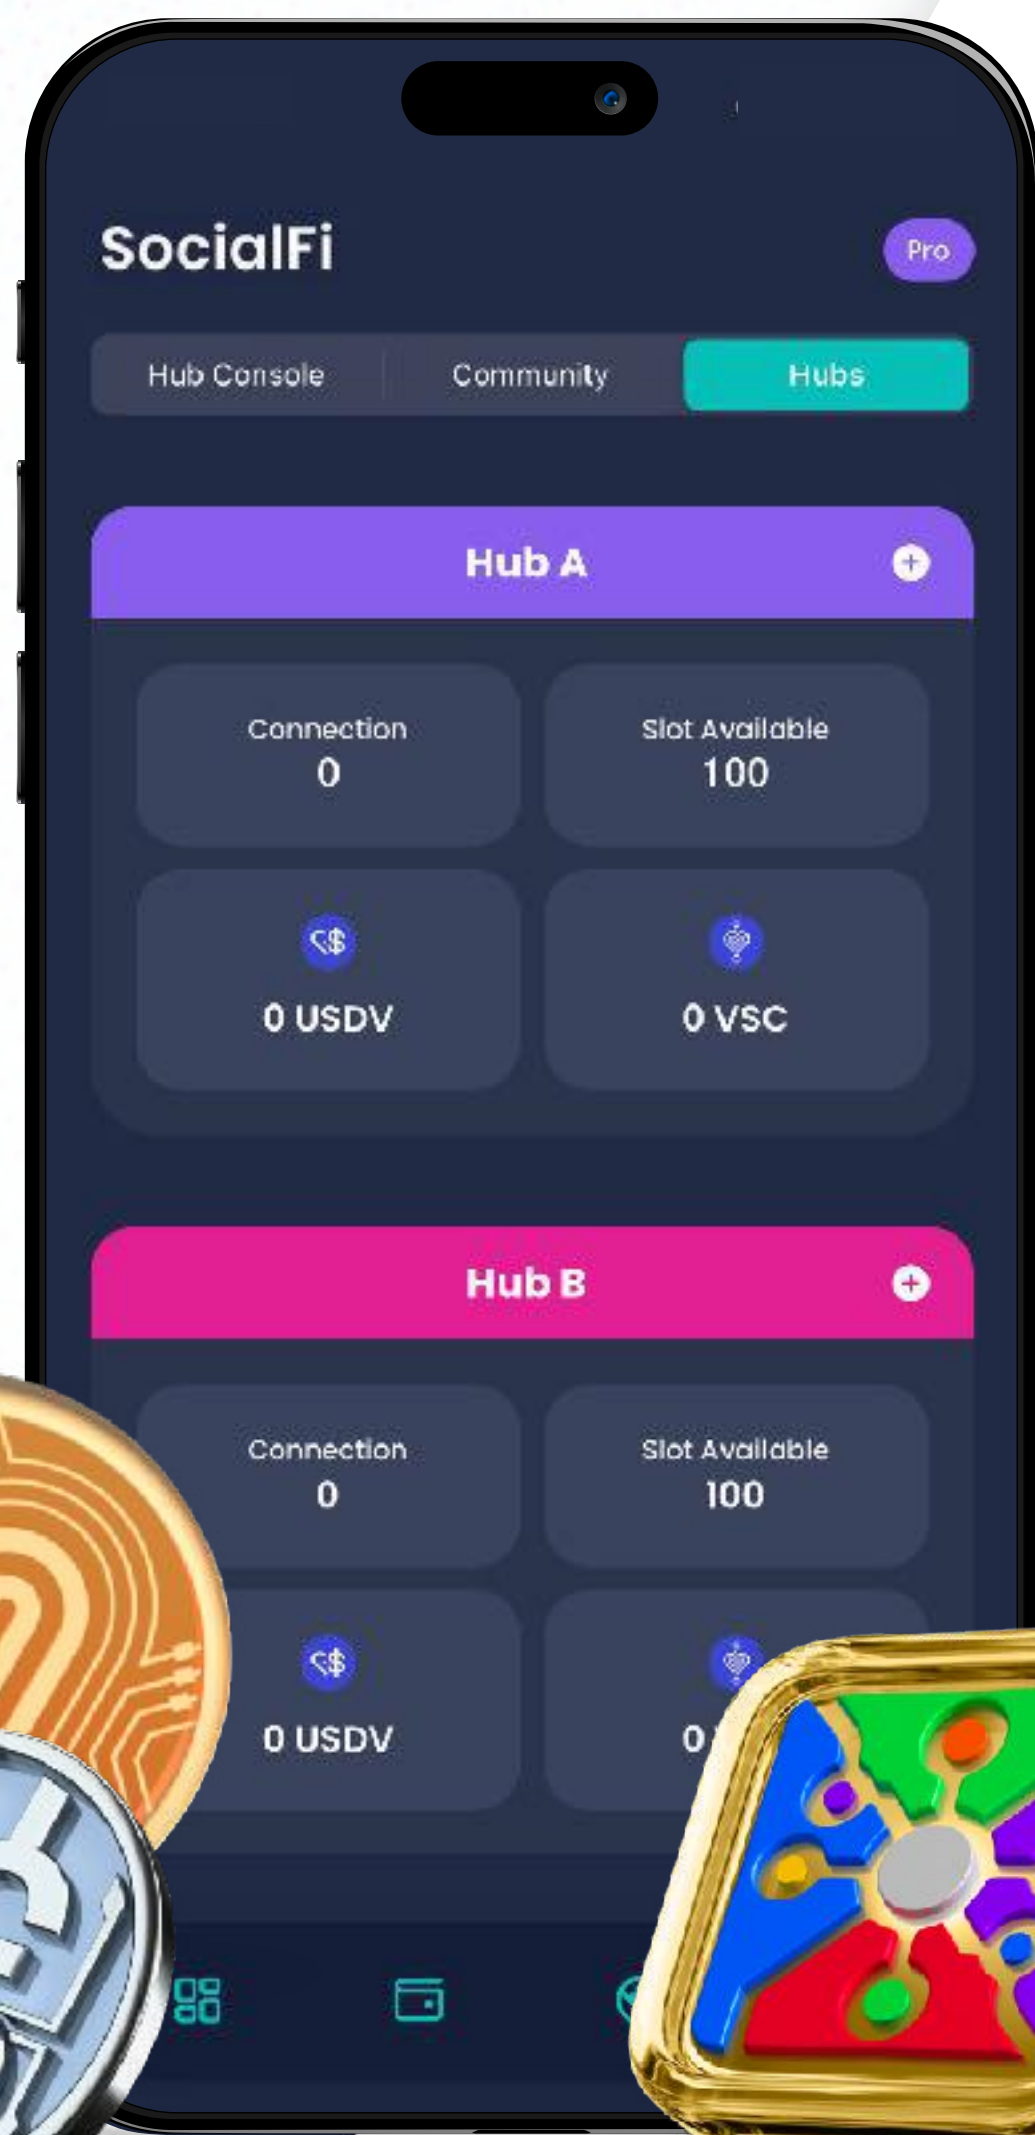 SocialFi
Pro
Hub Console
Community
Hubs
Hub A
Connection
0
Slot Available
100
0 USDV
0 VSC
Hub B
Connection
0
Slot Available
100
0 USDV
0